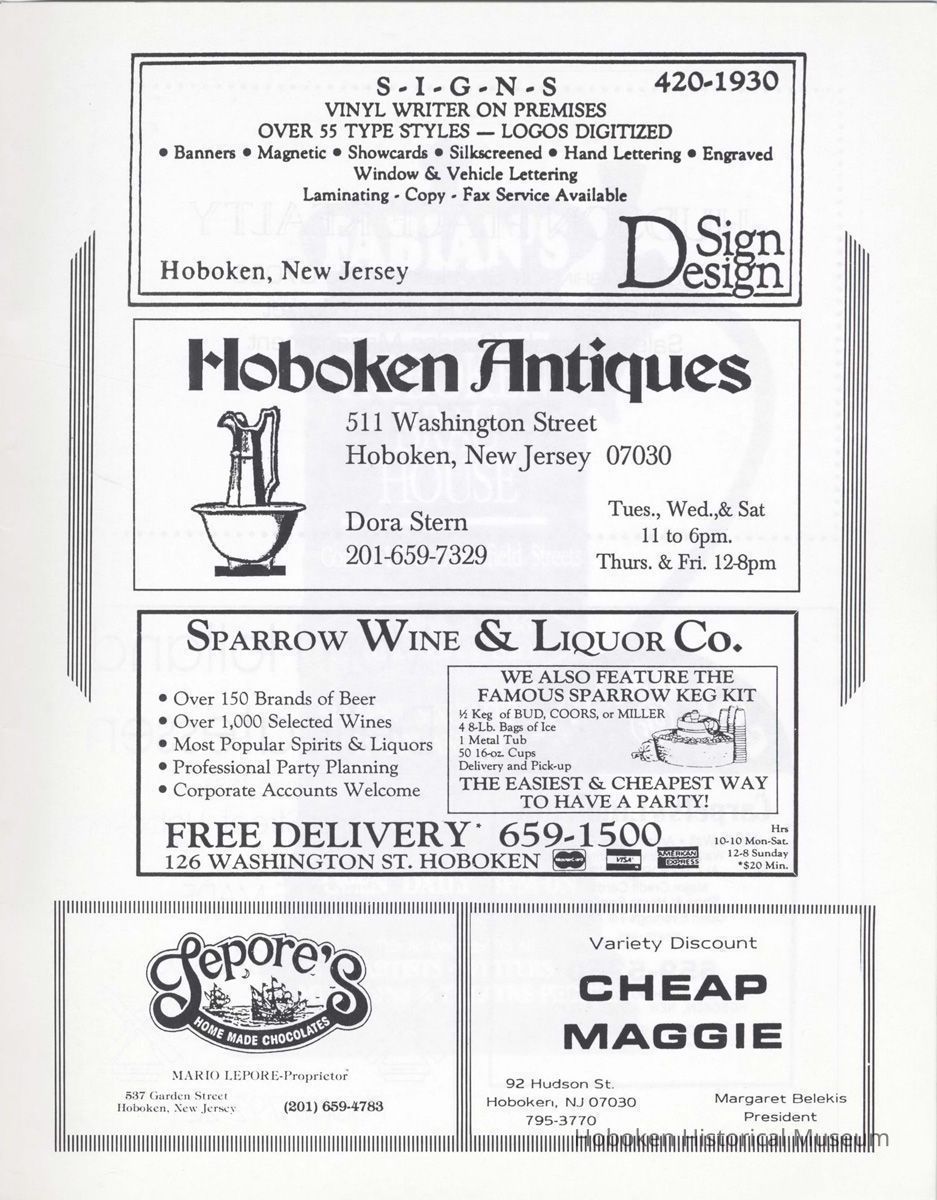 S - I - G - N - S
420-1930
VINYL WRITER ON PREMISES
OVER 55 TYPE STYLES — LOGOS DIGITIZED
• Banners • Magnetic • Showcards • Silkscreened • Hand Lettering • Engraved
Window & Vehicle Lettering
Laminating - Copy - Fax Service Available
Hoboken, New Jersey
D Sign
Design
Hoboken Antiques
511 Washington Street
Hoboken, New Jersey 07030
Dora Stern
201-659-7329
Tues., Wed.,& Sat
11 to 6pm.
Thurs. & Fri. 12-8pm
SPARROW WINE & LIQUOR CO.
• Over 150 Brands of Beer
• Over 1,000 Selected Wines
• Most Popular Spirits & Liquors
• Professional Party Planning
• Corporate Accounts Welcome
WE ALSO FEATURE THE
FAMOUS SPARROW KEG KIT
½ Keg of BUD, COORS, or MILLER
4 8-Lb. Bags of Ice
1 Metal Tub
50 16-oz. Cups
Delivery and Pick-up
THE EASIEST & CHEAPEST WAY
TO HAVE A PARTY!
FREE DELIVERY* 659-1500
126 WASHINGTON ST. HOBOKEN
MasterCard
VISA
AMERICAN
EXPRESS
Hrs
10-10 Mon-Sat.
12-8 Sunday
*$20 Min.
Lepore's
HOME MADE CHOCOLATES
MARIO LEPORE-Proprietor
537 Garden Street
Hoboken, New Jersey
(201) 659-4783
Variety Discount
CHEAP
MAGGIE
92 Hudson St.
Hoboken, NJ 07030
795-3770
Margaret Belekis
President
Hoboken Historical Museum